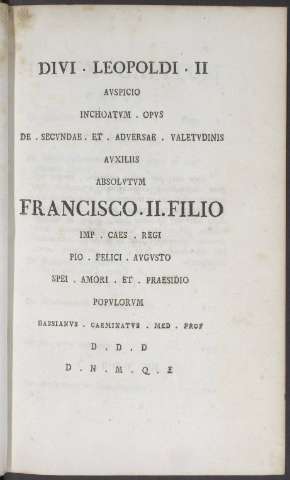 DIVI . LEOPOLDI . II
AVSPICIO
INCHOATVM . OPVS
DE . SECVNDAE . ET . ADVERSAE . VALETVDINIS
AVXILIIS
ABSOLVTVM
FRANCISCO.II.FILIO
IMP . CAES . REGI
PIO . FELICI . AVGVSTO
SPEI . AMORI . ET . PRAESIDIO
POPVLORVM
BASSIANVS . CARMINATVS . MED . PROF
D . D . D
D . N . M . Q . E